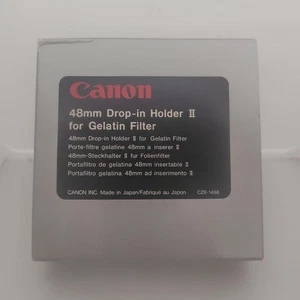 Canon
48mm Drop-in Holder II
for Gelatin Filter
48mm Drop-in Holder II for Gelatin Filter
Porte-filtre gelatine 48mm a inserer II
48mm-Steckhalter II fur Folienfilter
Portafiltro de gelatina 48mm insertable II
Portafiltro gelatina 48mm ad inserimento II
CANON INC. Made in Japan/Fabriqué au Japon